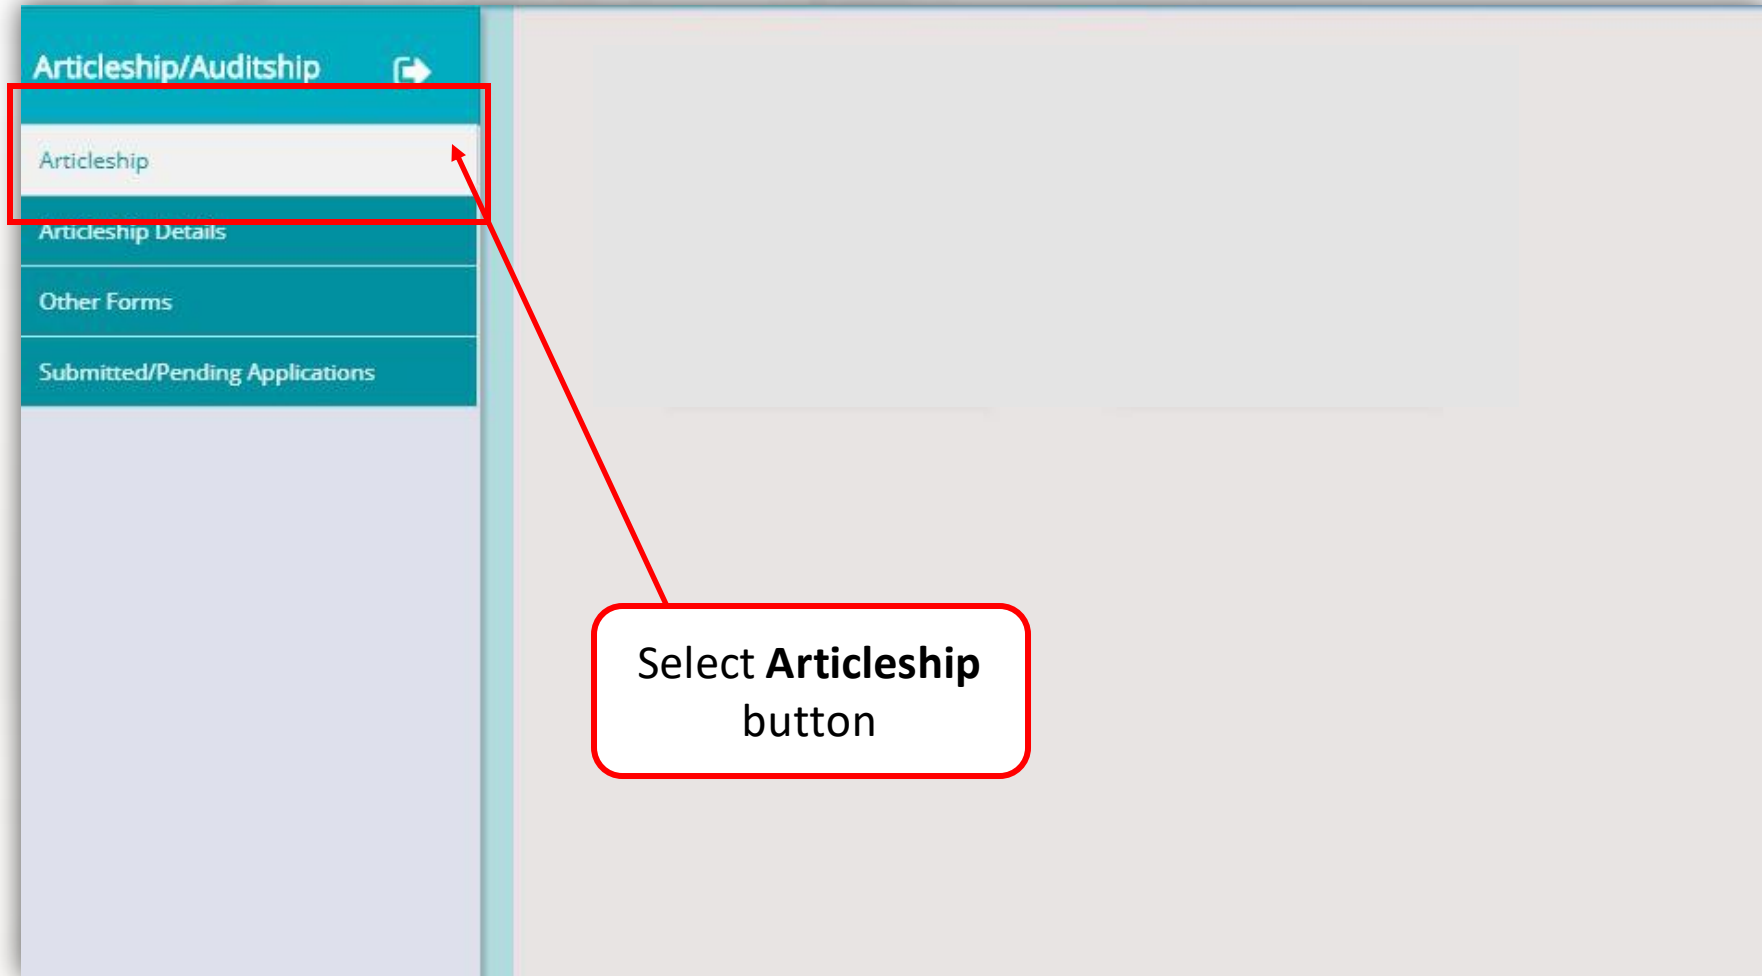 Articleship/Auditship
Articleship
Articleship Details
Other Forms
Submitted/Pending Applications
Select Articleship
button